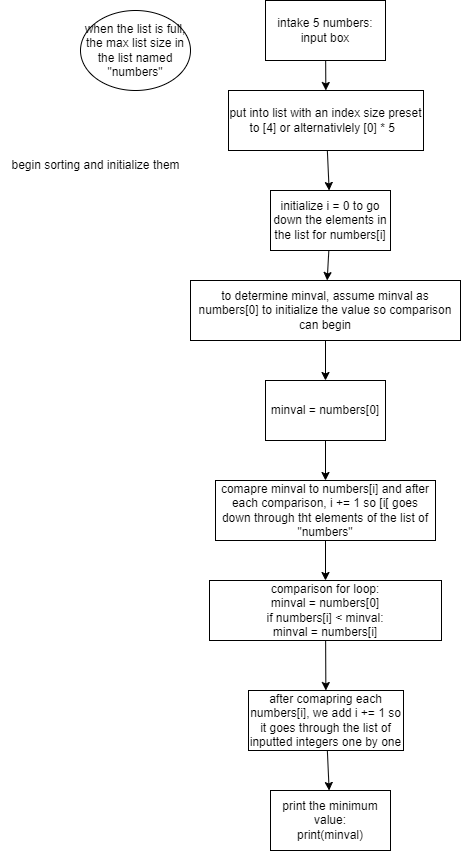 when the list is full,
the max list size in
the list named
"numbers"
intake 5 numbers:
input box
put into list with an index size preset
to [4] or alternativlely [0] * 5
begin sorting and initialize them
initialize i = 0 to go
down the elements in
the list for numbers[i]
to determine minval, assume minval as
numbers[0] to initialize the value so comparison
can begin
minval = numbers[0]
comapre minval to numbers[i] and after
each comparison, i += 1 so [i[ goes
down through tht elements of the list of
"numbers"
comparison for loop:
minval = numbers[0]
if numbers[i] < minval:
minval = numbers[i]
after comapring each
numbers[i], we add i += 1 so
it goes through the list of
inputted integers one by one
print the minimum
value:
print(minval)